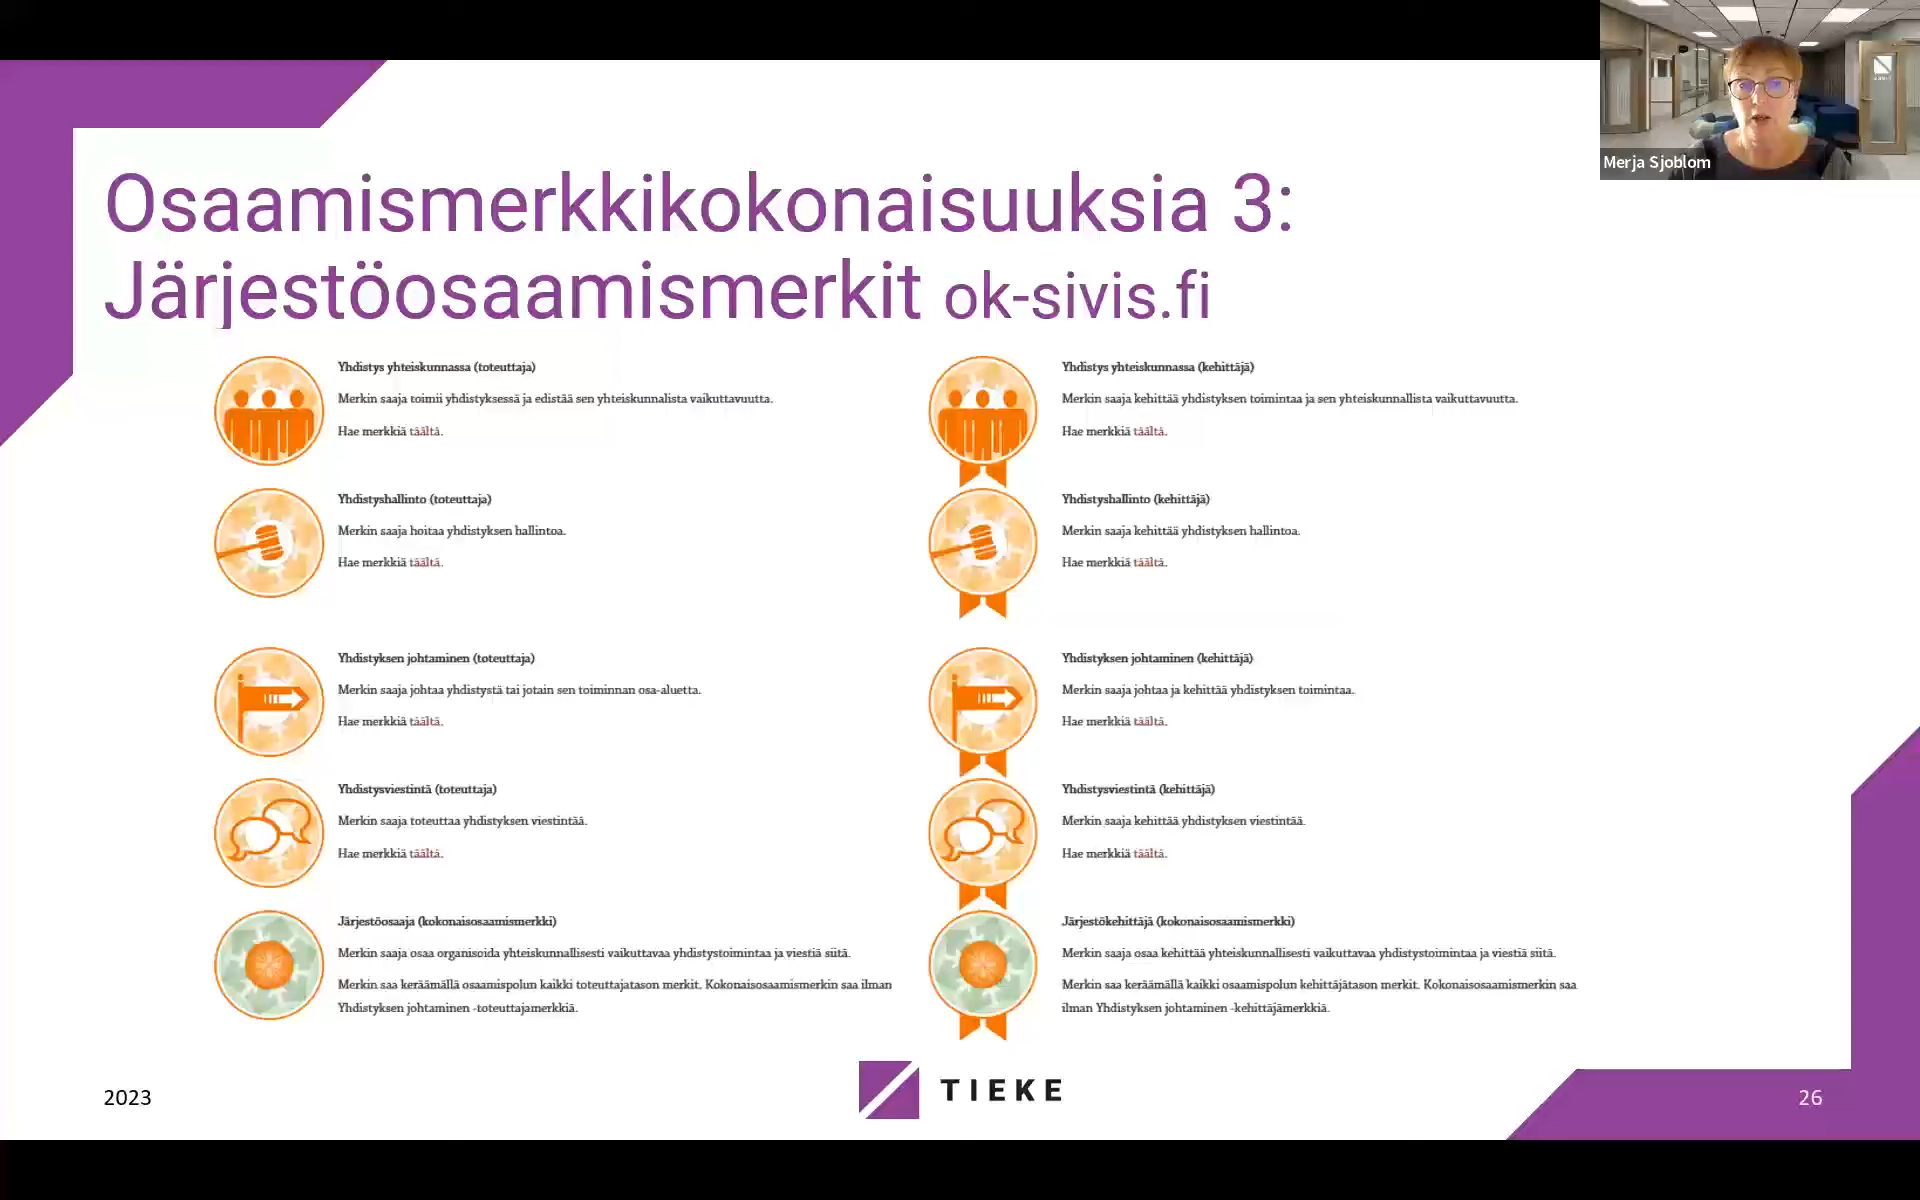 Merja Sjoblom
Osaamismerkkikokonaisuuksia 3:
Järjestöosaamismerkit ok-sivis.fi
Yhdistys yhteiskunnassa (toteuttaja)
Merkin saaja toimii yhdistyksessä ja edistää sen yhteiskunnalista vaikuttavuutta.
Hae merkkiä täältä.
Yhdistyshallinto (toteuttaja)
Merkin saaja hoitaa yhdistyksen hallintoa.
Hae merkkiä täältä.
Yhdistyksen johtaminen (toteuttaja)
Merkin saaja johtaa yhdistystä tai jotain sen toiminnan osa-aluetta.
Hae merkkiä täältä.
Yhdistysviestintä (toteuttaja)
Merkin saaja toteuttaa yhdistyksen viestintää.
Hae merkkiä täältä.
Järjestöosaaja (kokonaisosaamismerkki)
Merkin saaja osaa organisoida yhteiskunnallisesti vaikuttavaa yhdistystoimintaa ja viestiä siitä.
Merkin saa keräämällä osaamispolun kaikki toteuttajatason merkit. Kokonaisosaamismerkin saa ilman
Yhdistyksen johtaminen -toteuttajamerkkiä.
Yhdistys yhteiskunnassa (kehittäjä)
Merkin saaja kehittää yhdistyksen toimintaa ja sen yhteiskunnallista vaikuttavuutta.
Hae merkkiä täältä.
Yhdistyshallinto (kehittäjä)
Merkin saaja kehittää yhdistyksen hallintoa.
Hae merkkiä täältä.
Yhdistyksen johtaminen (kehittäjä)
Merkin saaja johtaa ja kehittää yhdistyksen toimintaa.
Hae merkkiä täältä.
Yhdistysviestintä (kehittäjä)
Merkin saaja kehittää yhdistyksen viestintää.
Hae merkkiä täältä.
Järjestökehittäjä (kokonaisosaamismerkki)
Merkin saaja osaa kehittää yhteiskunnallisesti vaikuttavaa yhdistystoimintaa ja viestiä siitä.
Merkin saa keräämällä kaikki osaamispolun kehittäjätason merkit. Kokonaisosaamismerkin saa
ilman Yhdistyksen johtaminen -kehittäjämerkkiä.
2023
TIEKE
26